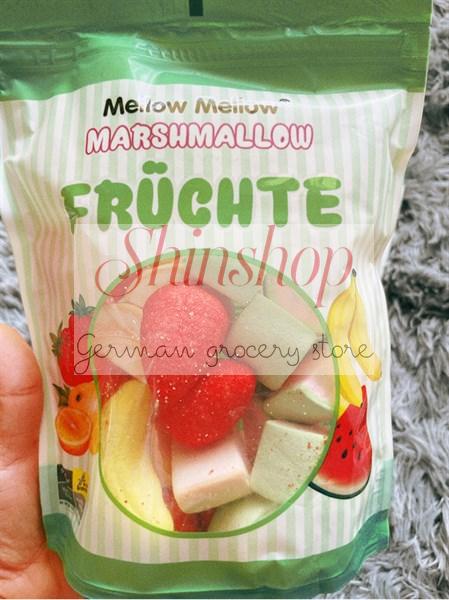 Mellow Mellow
MARSHMALLOW
FRÜCHTE
Shinshop
German grocery store